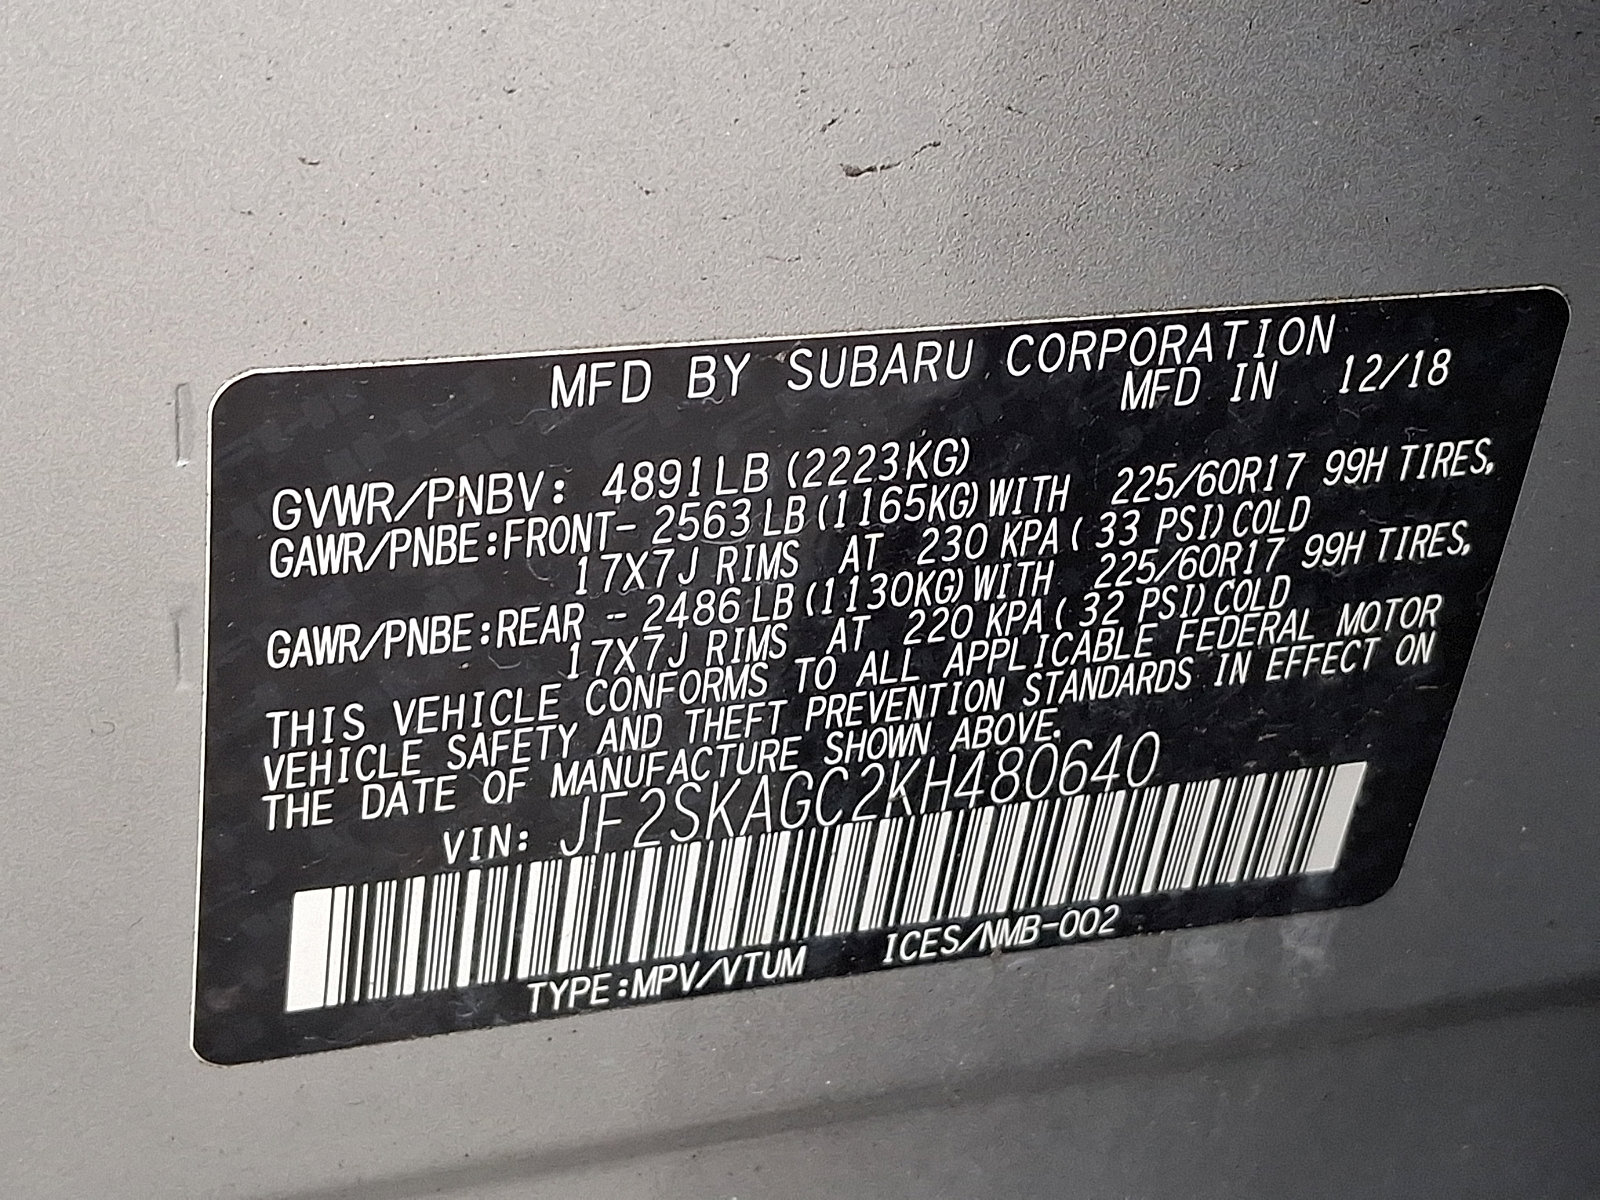 MFD BY SUBARU CORPORATION
MFD IN 12/18
GVWR/PNBV: 4891LB (2223KG)
GAWR/PNBE:FRONT- 2563 LB (1165KG) WITH 225/60R17 99H TIRES,
17X7J RIMS AT 230 KPA ( 33 PSI) COLD
GAWR/PNBE:REAR - 2486 LB (1130KG) WITH 225/60R17 99H TIRES,
17X7J RIMS AT 220 KPA ( 32 PSI) COLD
THIS VEHICLE CONFORMS TO ALL APPLICABLE FEDERAL MOTOR
VEHICLE SAFETY AND THEFT PREVENTION STANDARDS IN EFFECT ON
THE DATE OF MANUFACTURE SHOWN ABOVE.
VIN: JF2SKAGC2KH480640
TYPE:MPV/VTUM ICES/NMB-002